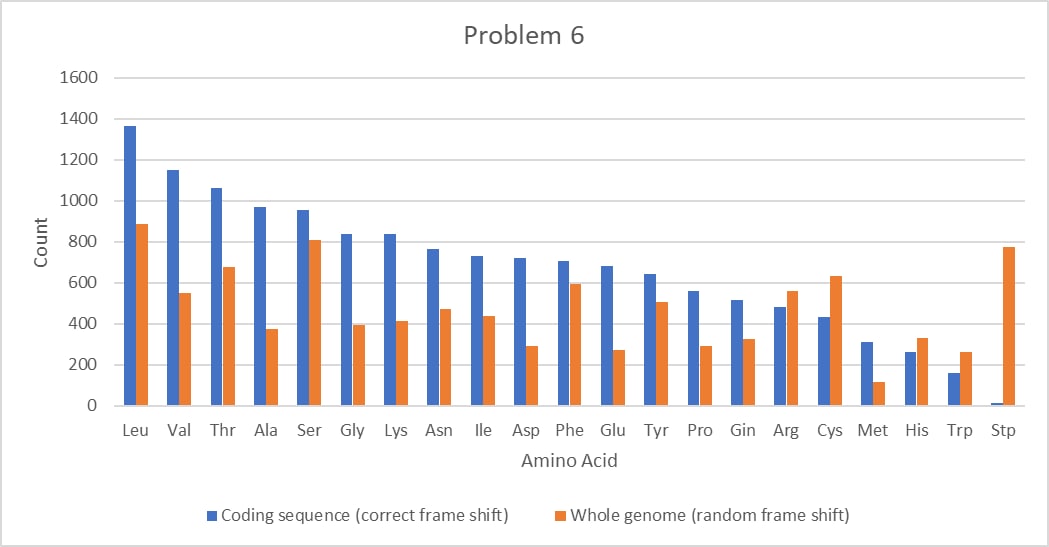 Problem 6
1600
1400
1200
1000
800
600
400
200
0
Count
Leu Val Thr Ala Ser Gly Lys Asn Ile Asp Phe Glu Tyr Pro Gin Arg Cys Met His Trp Stp
Amino Acid
Coding sequence (correct frame shift) Whole genome (random frame shift)